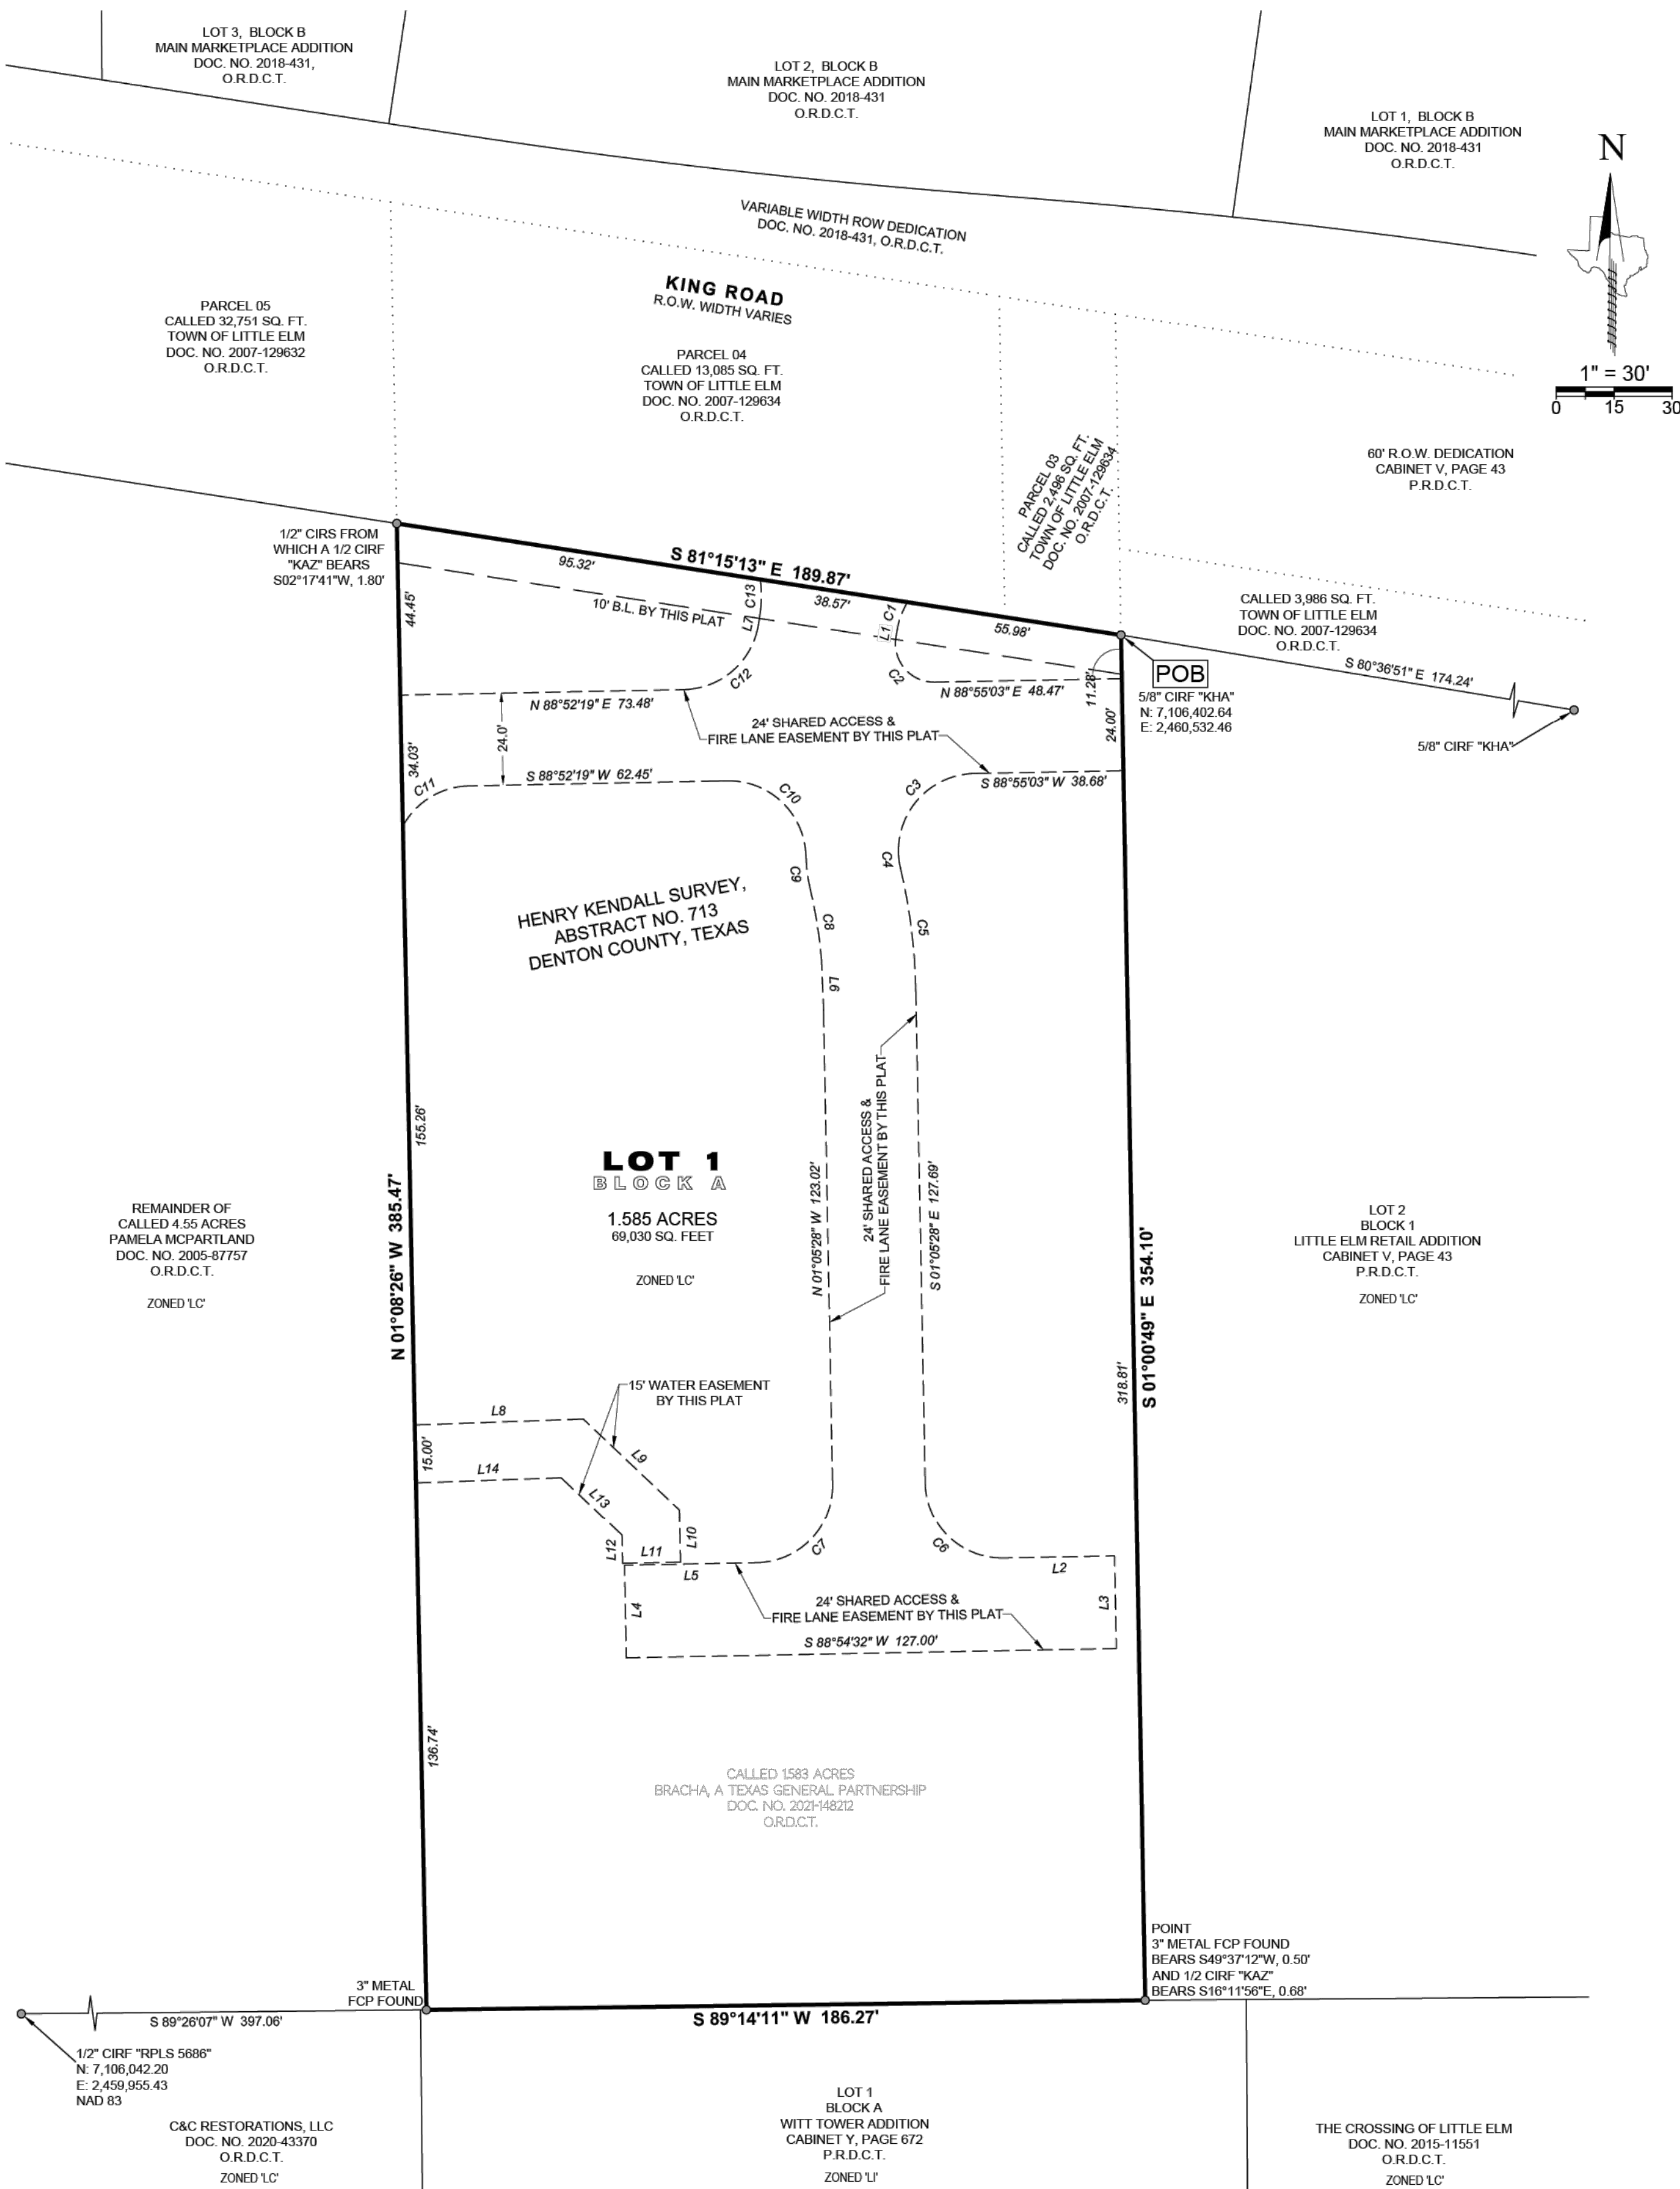 LOT 3, BLOCK B
MAIN MARKETPLACE ADDITION
DOC. NO. 2018-431,
O.R.D.C.T.
LOT 2, BLOCK B
MAIN MARKETPLACE ADDITION
DOC. NO. 2018-431
O.R.D.C.T.
LOT 1, BLOCK B
MAIN MARKETPLACE ADDITION
DOC. NO. 2018-431
O.R.D.C.T.
N
1" = 30'
0 15 30
VARIABLE WIDTH ROW DEDICATION
DOC. NO. 2018-431, O.R.D.C.T.
KING ROAD
R.O.W. WIDTH VARIES
PARCEL 05
CALLED 32,751 SQ. FT.
TOWN OF LITTLE ELM
DOC. NO. 2007-129632
O.R.D.C.T.
PARCEL 04
CALLED 13,085 SQ. FT.
TOWN OF LITTLE ELM
DOC. NO. 2007-129634
O.R.D.C.T.
PARCEL 03
CALLED 2,496 SQ. FT.
TOWN OF LITTLE ELM
DOC. NO. 2007-129634
O.R.D.C.T.
60' R.O.W. DEDICATION
CABINET V, PAGE 43
P.R.D.C.T.
1/2" CIRS FROM
WHICH A 1/2 CIRF
"KAZ" BEARS
S02°17'41"W, 1.80'
S 81°15'13" E 189.87'
95.32'
38.57'
55.98'
10' B.L. BY THIS PLAT
L7
C13
L1
C1
C12
C2
CALLED 3,986 SQ. FT.
TOWN OF LITTLE ELM
DOC. NO. 2007-129634
O.R.D.C.T.
S 80°36'51" E 174.24'
POB
5/8" CIRF "KHA"
N: 7,106,402.64
E: 2,460,532.46
5/8" CIRF "KHA"
44.45'
N 88°52'19" E 73.48'
N 88°55'03" E 48.47'
11.28'
24.00'
24' SHARED ACCESS &
FIRE LANE EASEMENT BY THIS PLAT
24.0'
34.03'
S 88°52'19" W 62.45'
S 88°55'03" W 38.68'
C11
C10
C3
C9
C4
C8
C5
L6
HENRY KENDALL SURVEY,
ABSTRACT NO. 713
DENTON COUNTY, TEXAS
155.26'
N 01°08'26" W 385.47'
LOT 1
BLOCK A
1.585 ACRES
69,030 SQ. FEET
ZONED 'LC'
N 01°05'28" W 123.02'
24' SHARED ACCESS &
FIRE LANE EASEMENT BY THIS PLAT
S 01°05'28" E 127.69'
318.81'
S 01°00'49" E 354.10'
REMAINDER OF
CALLED 4.55 ACRES
PAMELA MCPARTLAND
DOC. NO. 2005-87757
O.R.D.C.T.
ZONED 'LC'
LOT 2
BLOCK 1
LITTLE ELM RETAIL ADDITION
CABINET V, PAGE 43
P.R.D.C.T.
ZONED 'LC'
15' WATER EASEMENT
BY THIS PLAT
L8
15.00'
L9
L14
L13
L12
L10
L11
L5
C7
C6
L2
L4
L3
24' SHARED ACCESS &
FIRE LANE EASEMENT BY THIS PLAT
S 88°54'32" W 127.00'
136.74'
CALLED 1.583 ACRES
BRACHA, A TEXAS GENERAL PARTNERSHIP
DOC. NO. 2021-148212
O.R.D.C.T.
POINT
3" METAL FCP FOUND
BEARS S49°37'12"W, 0.50'
AND 1/2 CIRF "KAZ"
BEARS S16°11'56"E, 0.68'
3" METAL
FCP FOUND
S 89°26'07" W 397.06'
S 89°14'11" W 186.27'
1/2" CIRF "RPLS 5686"
N: 7,106,042.20
E: 2,459,955.43
NAD 83
C&C RESTORATIONS, LLC
DOC. NO. 2020-43370
O.R.D.C.T.
ZONED 'LC'
LOT 1
BLOCK A
WITT TOWER ADDITION
CABINET Y, PAGE 672
P.R.D.C.T.
ZONED 'LI'
THE CROSSING OF LITTLE ELM
DOC. NO. 2015-11551
O.R.D.C.T.
ZONED 'LC'